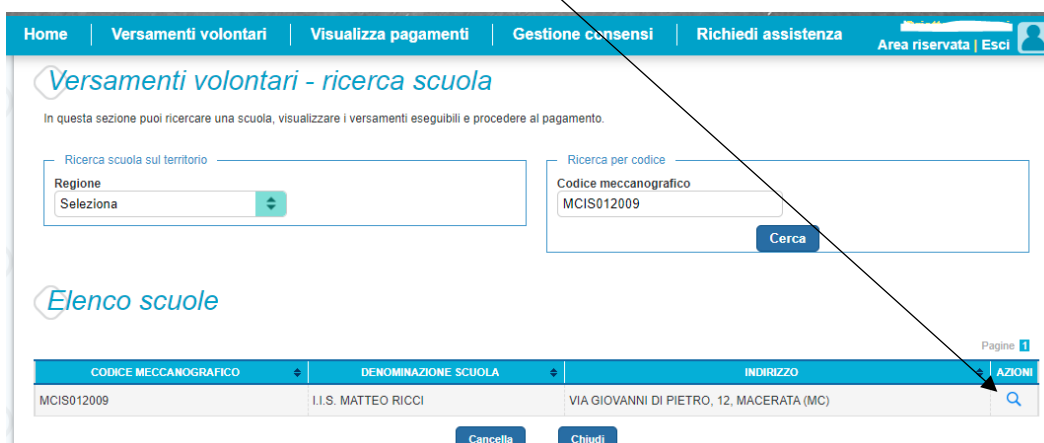 Home Versamenti volontari Visualizza pagamenti Gestione consensi Richiedi assistenza
Area riservata | Esci
Versamenti volontari - ricerca scuola
In questa sezione puoi ricercare una scuola, visualizzare i versamenti eseguibili e procedere al pagamento.
Ricerca scuola sul territorio
Regione
Seleziona
Ricerca per codice
Codice meccanografico
MCIS012009
Cerca
Elenco scuole
Pagine 1
CODICE MECCANOGRAFICO DENOMINAZIONE SCUOLA INDIRIZZO AZIONI
MCIS012009 I.I.S. MATTEO RICCI VIA GIOVANNI DI PIETRO, 12, MACERATA (MC)
Cancella Chiudi